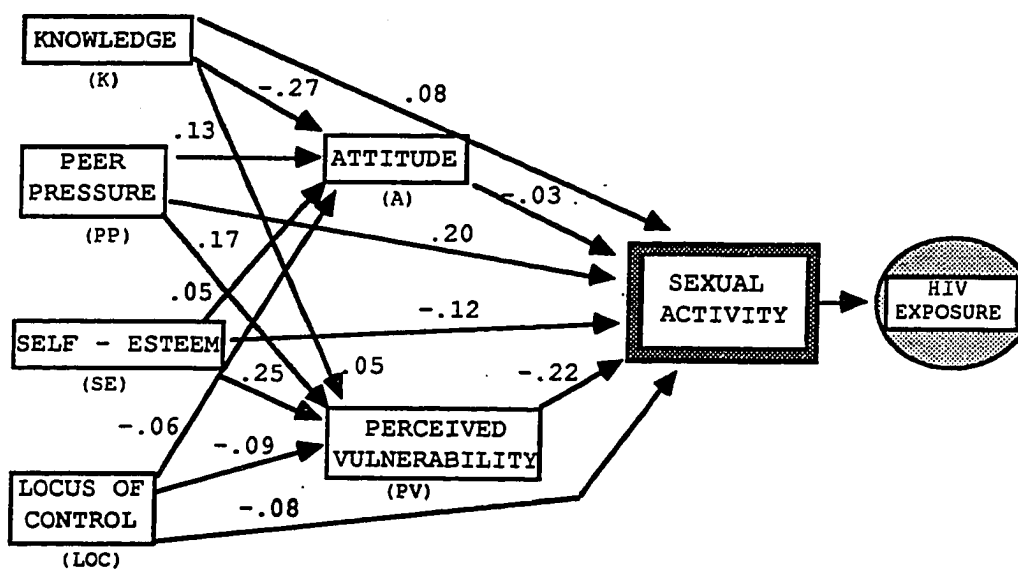 KNOWLEDGE
(K)
-.27
.08
.13
PEER
PRESSURE
(PP)
ATTITUDE
(A)
-.03
.17
.20
.05
SELF - ESTEEM
(SE)
-.12
.25
.05
-.22
SEXUAL
ACTIVITY
HIV
EXPOSURE
-.06
-.09
PERCEIVED
VULNERABILITY
(PV)
LOCUS OF
CONTROL
(LOC)
-.08